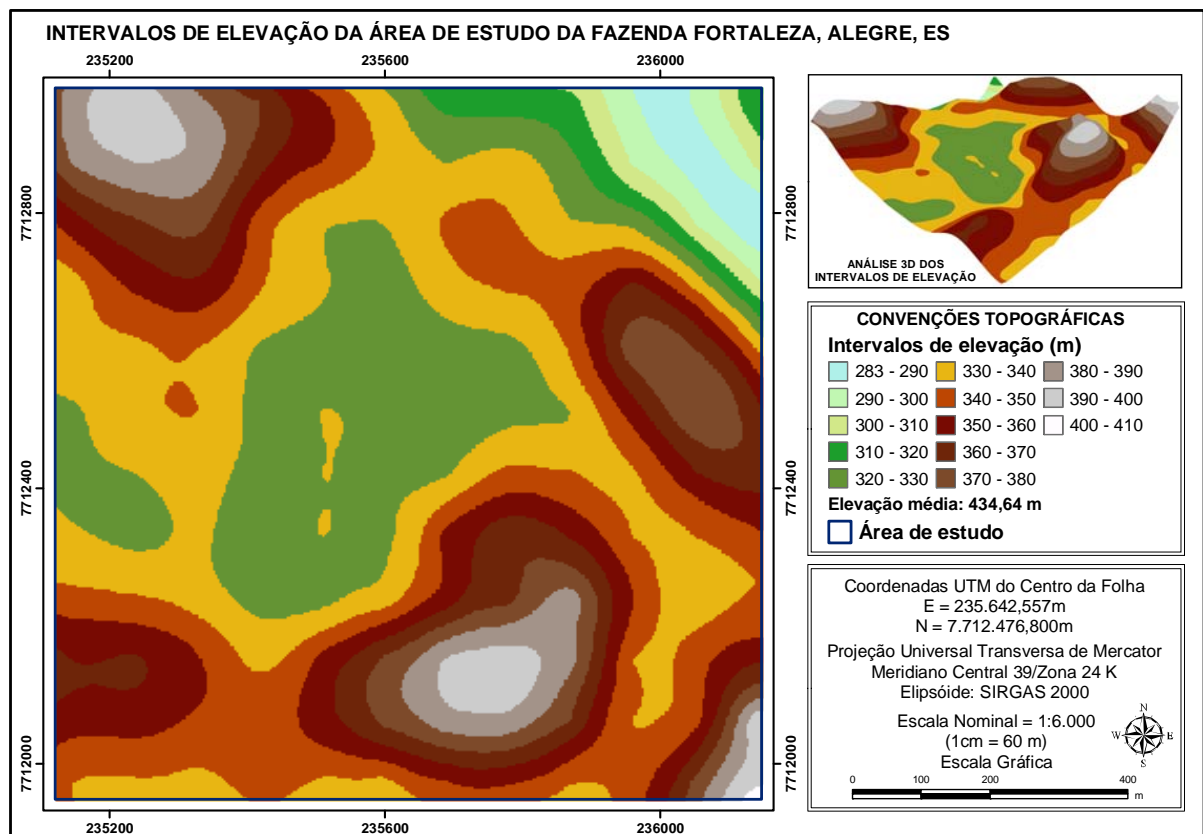 INTERVALOS DE ELEVAÇÃO DA ÁREA DE ESTUDO DA FAZENDA FORTALEZA, ALEGRE, ES
235200
235600
236000
7712800
7712400
7712000
7712800
7712400
7712000
235200
235600
236000
ANÁLISE 3D DOS
INTERVALOS DE ELEVAÇÃO
CONVENÇÕES TOPOGRÁFICAS
Intervalos de elevação (m)
283 - 290 330 - 340 380 - 390
290 - 300 340 - 350 390 - 400
300 - 310 350 - 360 400 - 410
310 - 320 360 - 370
320 - 330 370 - 380
Elevação média: 434,64 m
Área de estudo
Coordenadas UTM do Centro da Folha
E = 235.642,557m
N = 7.712.476,800m
Projeção Universal Transversa de Mercator
Meridiano Central 39/Zona 24 K
Elipsóide: SIRGAS 2000
Escala Nominal = 1:6.000
(1cm = 60 m)
Escala Gráfica
N
W E
S
0 100 200 400
m